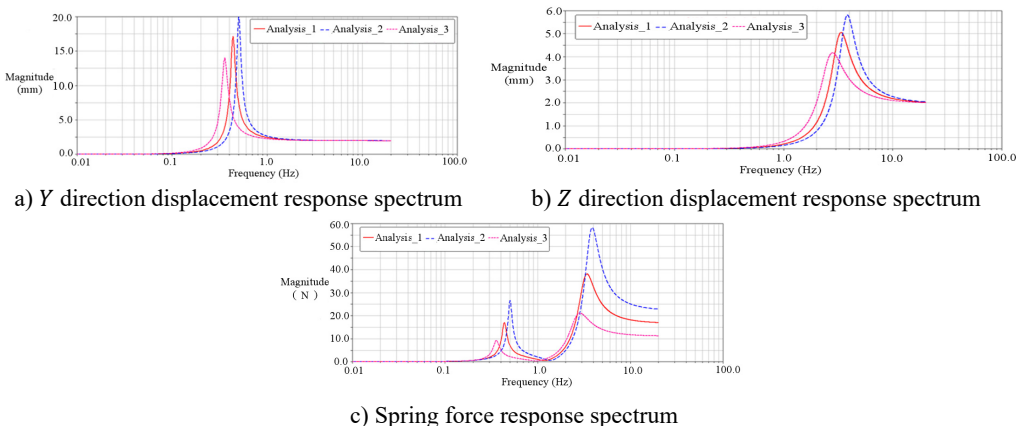 20.0
15.0
10.0
5.0
0.0
Magnitude
(mm)
Analysis_1 Analysis_2 Analysis_3
0.01 0.1 1.0 10.0 100.0
Frequency (Hz)
6.0
5.0
4.0
3.0
2.0
1.0
0.0
Magnitude
(mm)
Analysis_1 Analysis_2 Analysis_3
0.01 0.1 1.0 10.0 100.0
Frequency (Hz)
a) Y direction displacement response spectrum
b) Z direction displacement response spectrum
60.0
50.0
40.0
30.0
20.0
10.0
0.0
Magnitude
( N )
Analysis_1 Analysis_2 Analysis_3
0.01 0.1 1.0 10.0 100.0
Frequency (Hz)
c) Spring force response spectrum